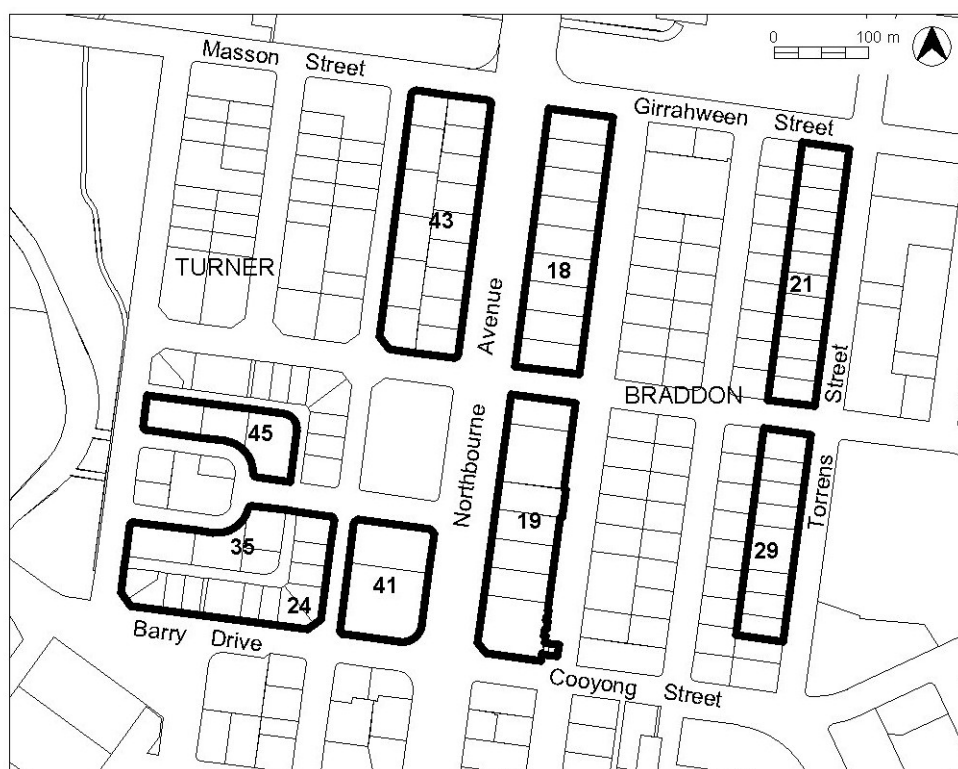 Masson Street
0 100 m
Girrahween Street
43
18
21
TURNER
Avenue
Street
BRADDON
45
Northbourne
Torrens
19
35
29
41
24
Barry Drive
Cooyong Street